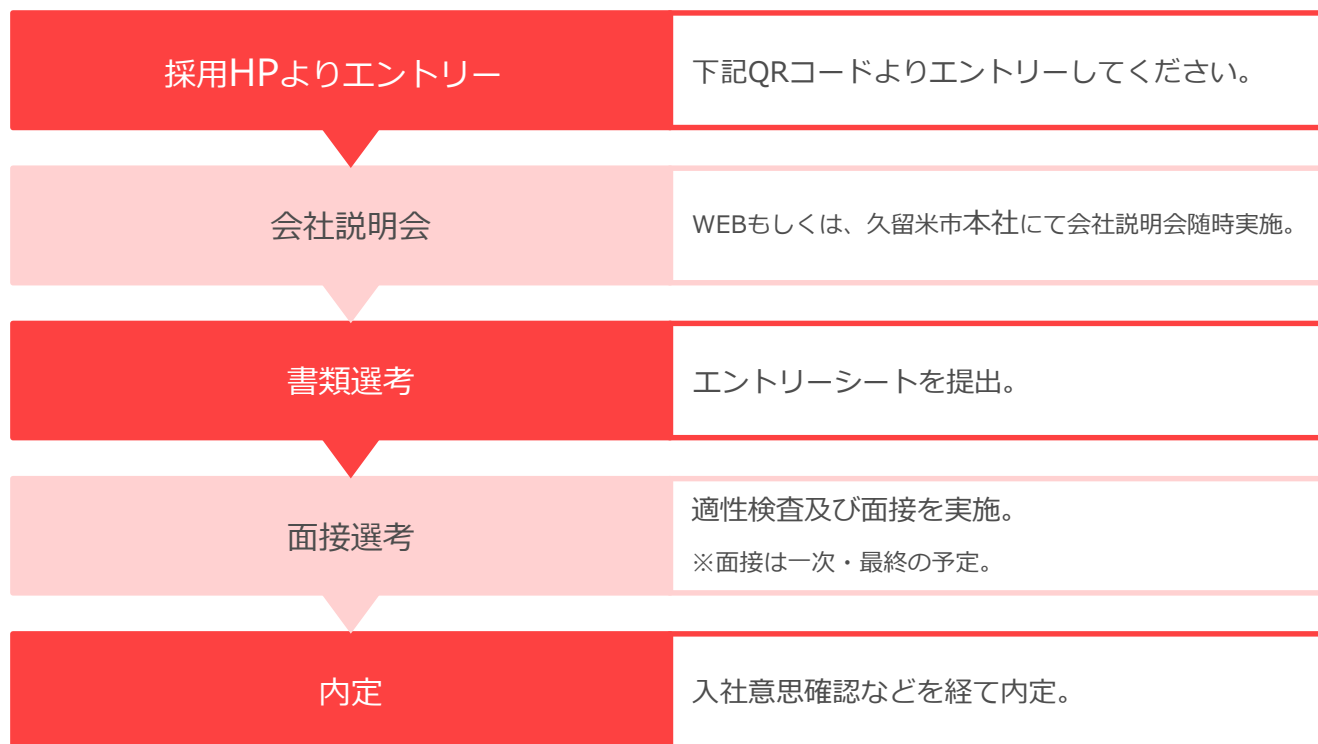 採用HPよりエントリー
下記QRコードよりエントリーしてください。
会社説明会
WEBもしくは、久留米市本社にて会社説明会随時実施。
書類選考
エントリーシートを提出。
面接選考
適性検査及び面接を実施。
※面接は一次・最終の予定。
内定
入社意思確認などを経て内定。